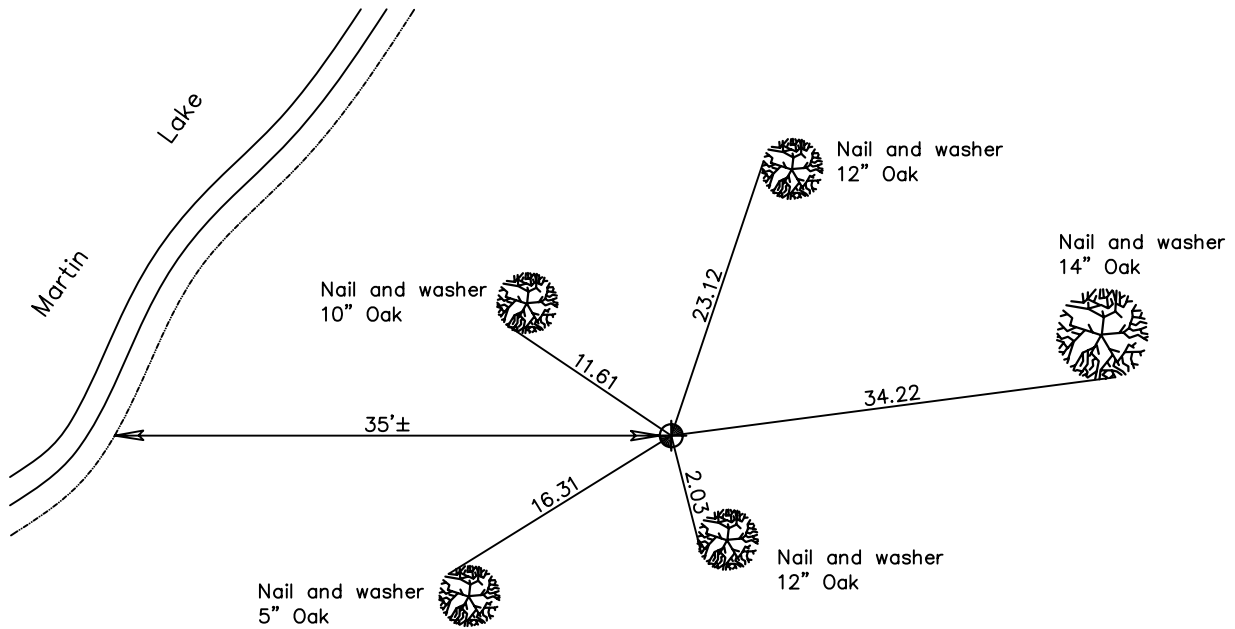 Lake
Martin
Nail and washer
12” Oak
Nail and washer
14” Oak
Nail and washer
10” Oak
23.12
11.61
34.22
35’±
16.31
2.03
Nail and washer
12” Oak
Nail and washer
5” Oak